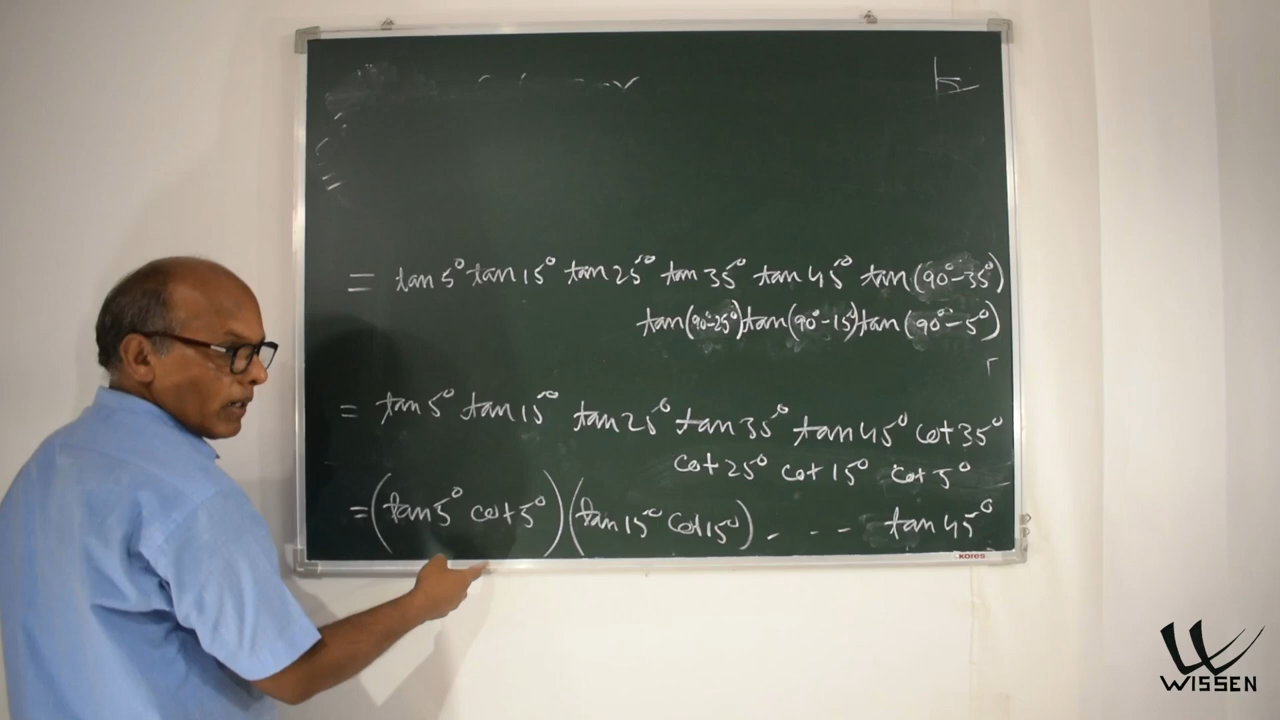 = tan 5° tan 15° tan 25° tan 35° tan 45° tan (90°-35°)
tan(90°-25°) tan(90°-15°) tan(90°-5°)
= tan 5° tan 15° tan 25° tan 35° tan 45° cot 35°
cot 25° cot 15° cot 5°
= (tan 5° cot 5°) (tan 15° cot 15°) . . . - tan 45°
kores
WISSEN